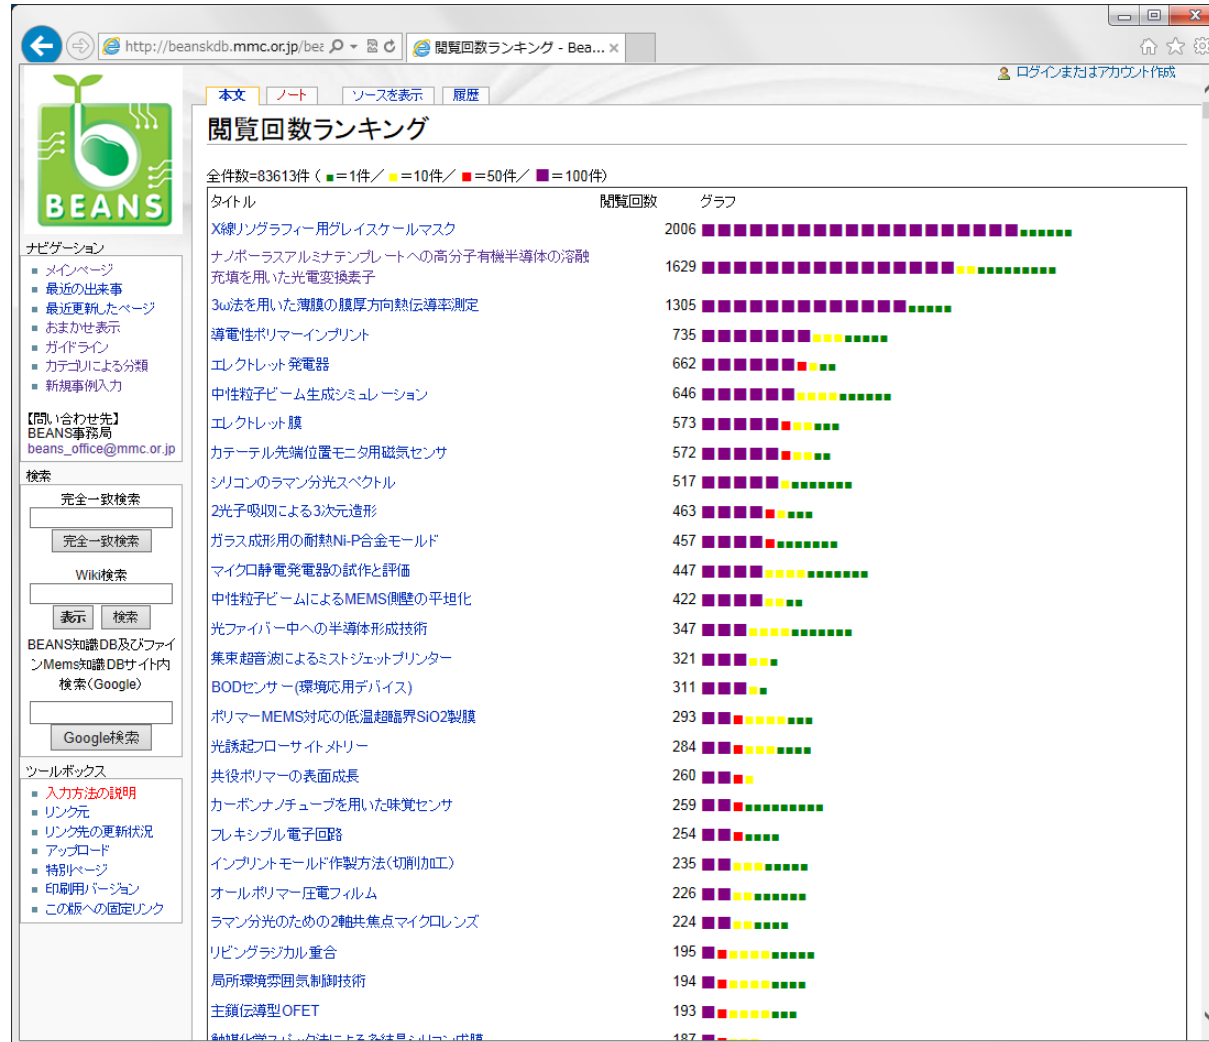 http://beanskdb.mmc.or.jp/bea
閲覧回数ランキング - Bea...
ログインまたはアカウント作成
本文
ノート
ソースを表示
履歴
BEANS
閲覧回数ランキング
全件数=83613件 ( ■=1件／ ■=10件／ ■=50件／ ■=100件)
タイトル 閲覧回数 グラフ
X線リソグラフィー用グレイスケールマスク 2006
ナノポーラスアルミナテンプレートへの高分子有機半導体の溶融
充填を用いた光電変換素子 1629
3ω法を用いた薄膜の膜厚方向熱伝導率測定 1305
導電性ポリマーインプリント 735
エレクトレット発電器 662
中性粒子ビーム生成シミュレーション 646
エレクトレット膜 573
カテーテル先端位置モニタ用磁気センサ 572
シリコンのラマン分光スペクトル 517
2光子吸収による3次元造形 463
ガラス成形用の耐熱Ni-P合金モールド 457
マイクロ静電発電器の試作と評価 447
中性粒子ビームによるMEMS側壁の平坦化 422
光ファイバー中への半導体形成技術 347
集束超音波によるミストジェットプリンター 321
BODセンサー(環境応用デバイス) 311
ポリマーMEMS対応の低温超臨界SiO2製膜 293
光誘起フローサイトメトリー 284
共役ポリマーの表面成長 260
カーボンナノチューブを用いた味覚センサ 259
フレキシブル電子回路 254
インプリントモールド作製方法(切削加工) 235
オールポリマー圧電フィルム 226
ラマン分光のための2軸共焦点マイクロレンズ 224
リビングラジカル重合 195
局所環境雰囲気制御技術 194
主鎖伝導型OFET 193
187
ナビゲーション
メインページ
最近の出来事
最近更新したページ
おまかせ表示
ガイドライン
カテゴリによる分類
新規事例入力
【問い合わせ先】
BEANS事務局
beans_office@mmc.or.jp
検索
完全一致検索
完全一致検索
Wiki検索
表示 検索
BEANS知識DB及びファイ
ンMems知識DBサイト内
検索(Google)
Google検索
ツールボックス
入力方法の説明
リンク元
リンク先の更新状況
アップロード
特別ページ
印刷用バージョン
この版への固定リンク